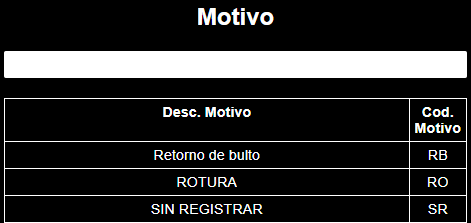 Motivo
Desc. Motivo Cod. Motivo
Retorno de bulto RB
ROTURA RO
SIN REGISTRAR SR